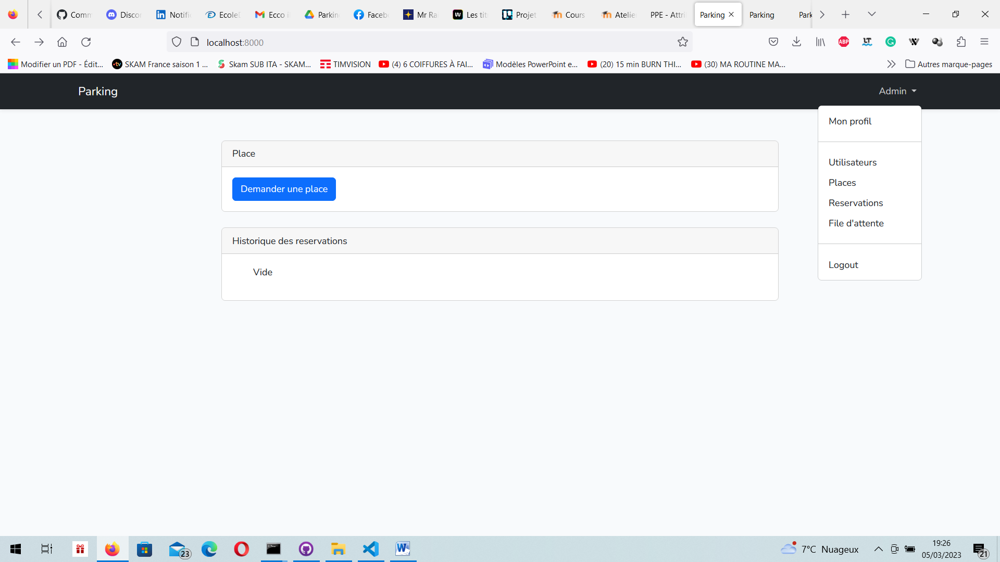 Comm
Discor
Notific
EcoleD
Ecco i
Parkin
Facebo
Mr Ra
Les tit
Projet
Cours
Atelie
PPE - Attri
Parking
Parking
Park
localhost:8000
ABP
LT
Modifier un PDF - Édit...
SKAM France saison 1 ...
Skam SUB ITA - SKAM...
TIMVISION
(4) 6 COIFFURES À FAI...
Modèles PowerPoint e...
(20) 15 min BURN THI...
(30) MA ROUTINE MA...
Autres marque-pages
Parking
Admin
Mon profil
Utilisateurs
Places
Reservations
File d'attente
Logout
Place
Demander une place
Historique des reservations
Vide
23
7°C Nuageux
19:26
05/03/2023
21